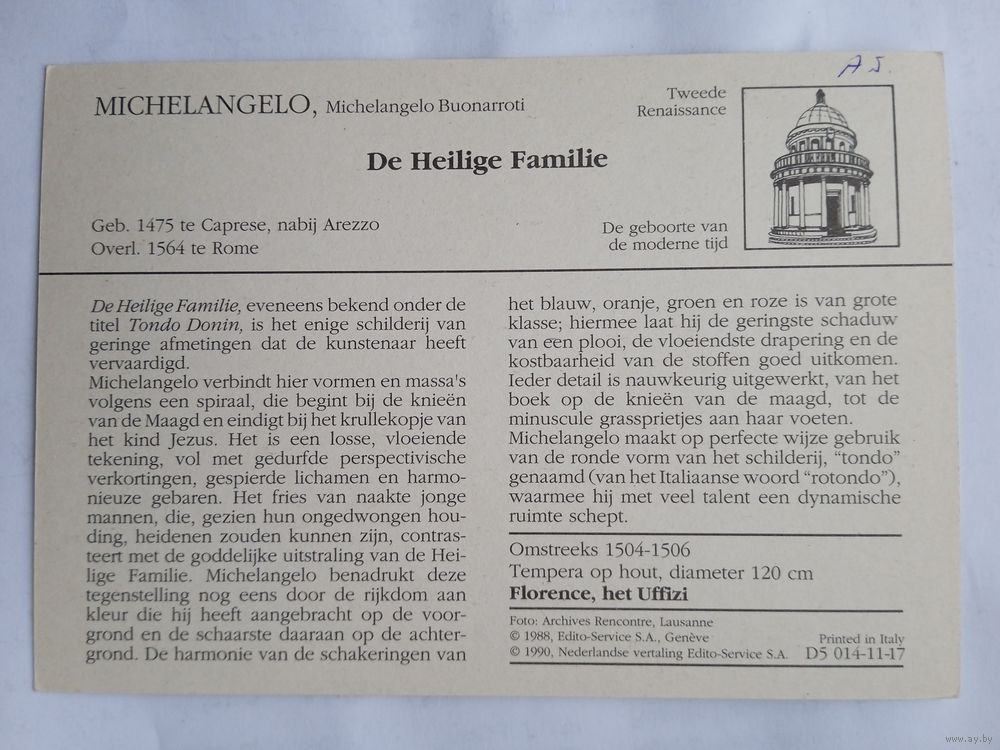 A J.
MICHELANGELO, Michelangelo Buonarroti
Tweede
Renaissance
De Heilige Familie
Geb. 1475 te Caprese, nabij Arezzo
Overl. 1564 te Rome
De geboorte van
de moderne tijd
De Heilige Familie, eveneens bekend onder de
titel Tondo Donin, is het enige schilderij van
geringe afmetingen dat de kunstenaar heeft
vervaardigd.
Michelangelo verbindt hier vormen en massa's
volgens een spiraal, die begint bij de knieën
van de Maagd en eindigt bij het krullekopje van
het kind Jezus. Het is een losse, vloeiende
tekening, vol met gedurfde perspectivische
verkortingen, gespierde lichamen en harmo-
nieuze gebaren. Het fries van naakte jonge
mannen, die, gezien hun ongedwongen hou-
ding, heidenen zouden kunnen zijn, contras-
teert met de goddelijke uitstraling van de Hei-
lige Familie. Michelangelo benadrukt deze
tegenstelling nog eens door de rijkdom aan
kleur die hij heeft aangebracht op de voor-
grond en de schaarste daaraan op de achter-
grond. De harmonie van de schakeringen van
het blauw, oranje, groen en roze is van grote
klasse; hiermee laat hij de geringste schaduw
van een plooi, de vloeiendste drapering en de
kostbaarheid van de stoffen goed uitkomen.
Ieder detail is nauwkeurig uitgewerkt, van het
boek op de knieën van de maagd, tot de
minuscule grassprietjes aan haar voeten.
Michelangelo maakt op perfecte wijze gebruik
van de ronde vorm van het schilderij, “tondo”
genaamd (van het Italiaanse woord “rotondo”),
waarmee hij met veel talent een dynamische
ruimte schept.
Omstreeks 1504-1506
Tempera op hout, diameter 120 cm
Florence, het Uffizi
Foto: Archives Rencontre, Lausanne
© 1988, Edito-Service S.A., Genève
© 1990, Nederlandse vertaling Edito-Service S.A.
Printed in Italy
D5 014-11-17
www.ay.by